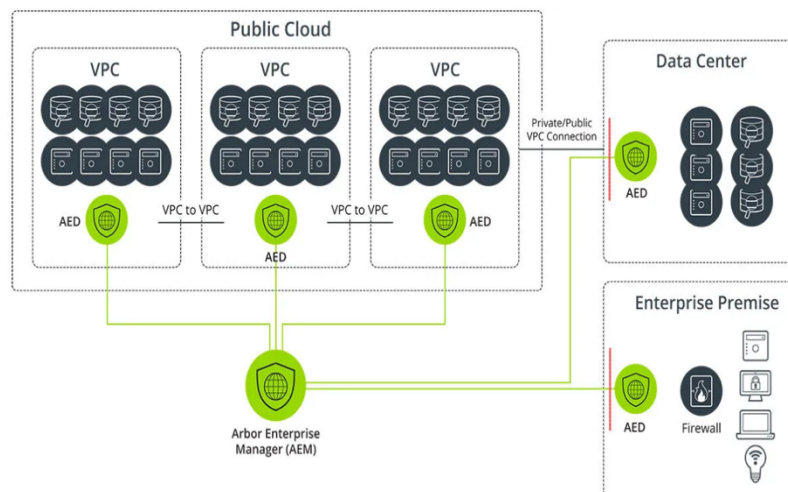 Public Cloud
VPC
VPC
VPC
AED
VPC to VPC
AED
VPC to VPC
AED
Private/Public
VPC Connection
Data Center
AED
Arbor Enterprise
Manager (AEM)
Enterprise Premise
AED
Firewall